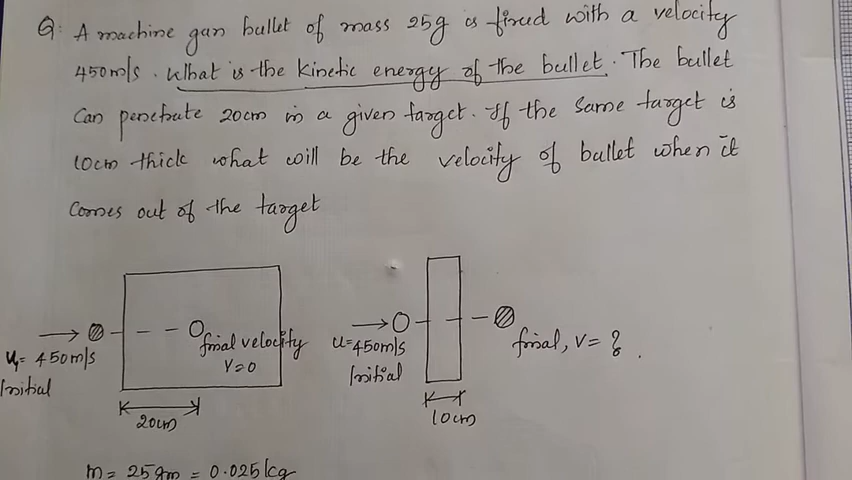 Q: A machine gun bullet of mass 25g is fired with a velocity
450m/s. What is the kinetic energy of the bullet. The bullet
Can penetrate 20cm in a given target. If the same target is
10cm thick what will be the velocity of bullet when it
Comes out of the target
u₁= 450m/s
Initial
final velocity
V=0
20cm
u=450m/s
Initial
final, v= ?
10cm
m= 25gm = 0.025kg